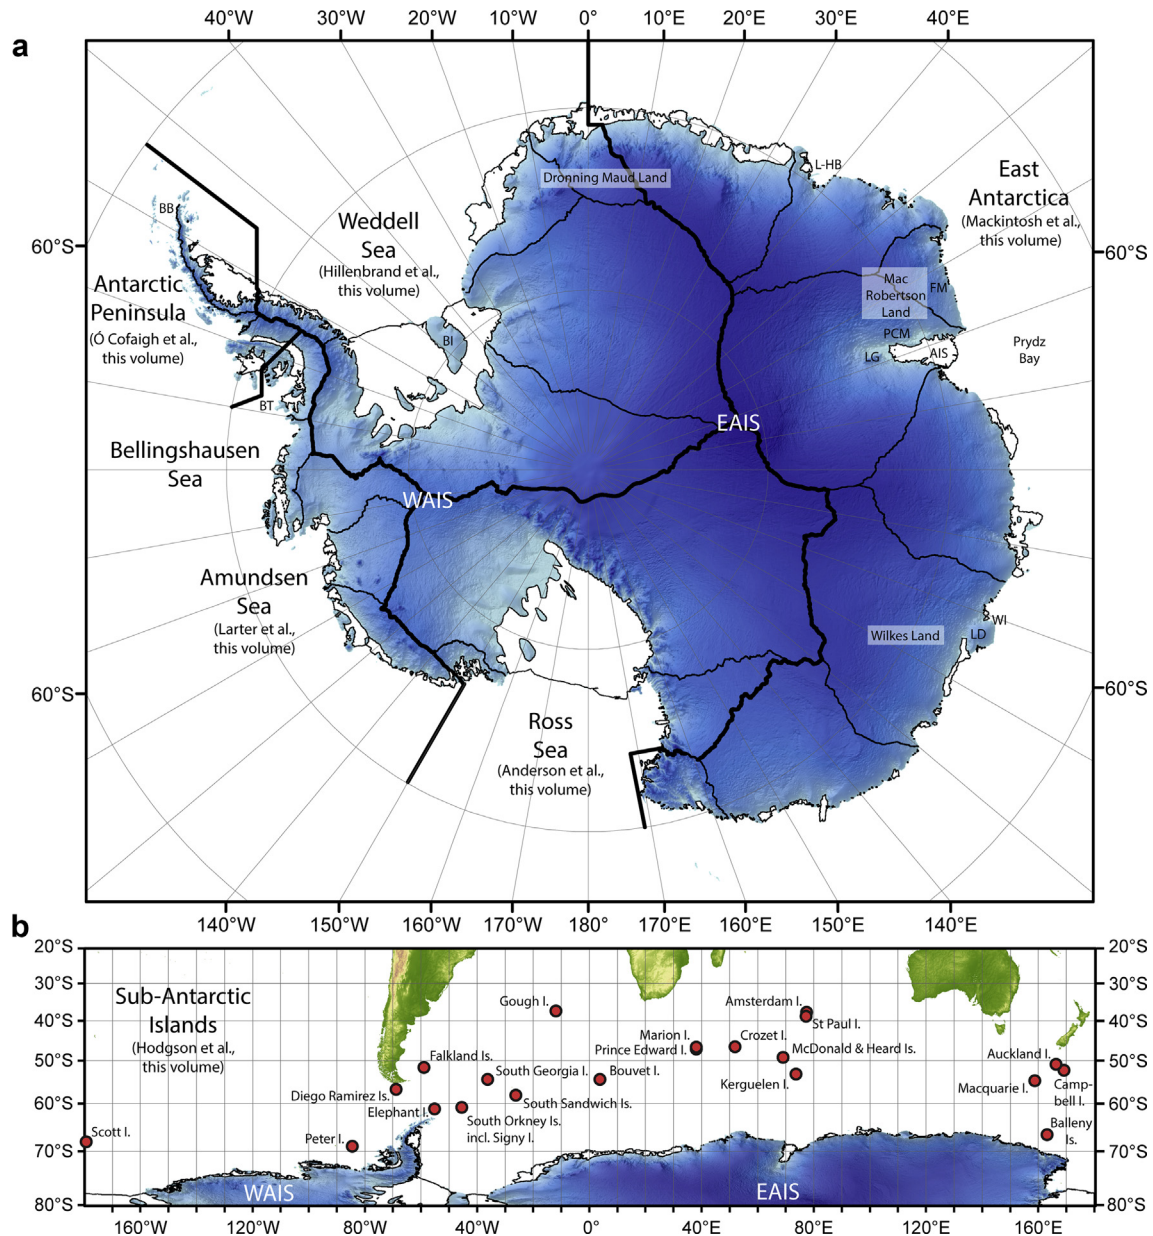 a
40°W 30°W 20°W 10°W 0° 10°E 20°E 30°E 40°E
L-HB
Dronning Maud Land
East
Antarctica
(Mackintosh et al.,
this volume)
BB
Weddell
Sea
(Hillenbrand et al.,
this volume)
60°S
60°S
Antarctic
Peninsula
(Ó Cofaigh et al.,
this volume)
Mac
Robertson
Land
FM
PCM
LG
AIS
Prydz
Bay
BI
BT
EAIS
Bellingshausen
Sea
WAIS
Amundsen
Sea
(Larter et al.,
this volume)
WI
LD
Wilkes Land
60°S
60°S
Ross
Sea
(Anderson et al.,
this volume)
140°W 150°W 160°W 170°W 180° 170°E 160°E 150°E 140°E
b
20°S
20°S
30°S
30°S
40°S
40°S
50°S
50°S
60°S
60°S
70°S
70°S
80°S
80°S
Sub-Antarctic
Islands
(Hodgson et al.,
this volume)
Gough I.
Amsterdam I.
St Paul I.
Marion I.
Prince Edward I.
Crozet I.
McDonald & Heard Is.
Kerguelen I.
Auckland I.
Macquarie I.
Camp-
bell I.
Balleny
Is.
Falkland Is.
South Georgia I.
Bouvet I.
Diego Ramirez Is.
Elephant I.
South Sandwich Is.
South Orkney Is.
incl. Signy I.
Scott I.
Peter I.
WAIS
EAIS
160°W 120°W 80°W 40°W 0° 40°E 80°E 120°E 160°E